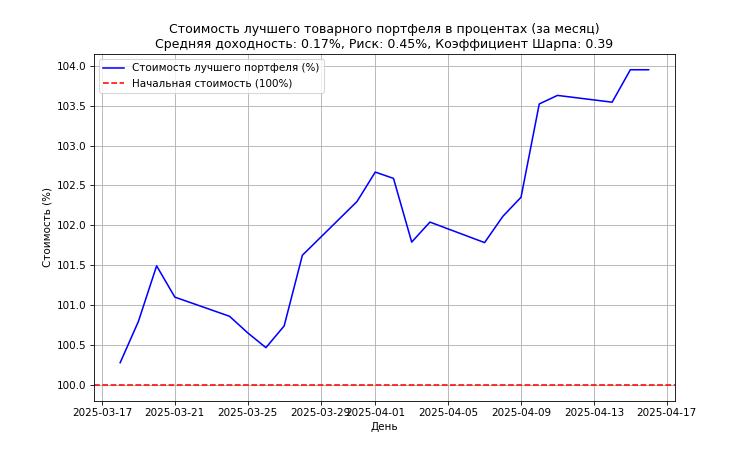 Стоимость лучшего товарного портфеля в процентах (за месяц)
Средняя доходность: 0.17%, Риск: 0.45%, Коэффициент Шарпа: 0.39
Стоимость лучшего портфеля (%)
Начальная стоимость (100%)
Стоимость (%)
104.0
103.5
103.0
102.5
102.0
101.5
101.0
100.5
100.0
2025-03-17 2025-03-21 2025-03-25 2025-03-29 2025-04-01 2025-04-05 2025-04-09 2025-04-13 2025-04-17
День